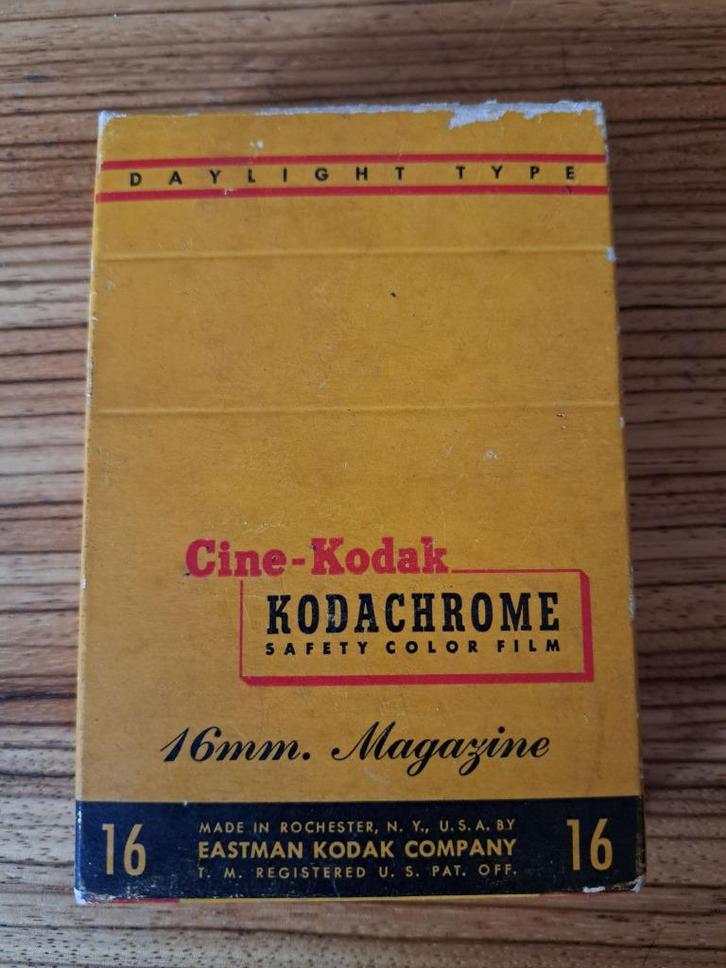 DAYLIGHT TYPE
Cine-Kodak
KODACHROME
SAFETY COLOR FILM
16mm. Magazine
16
MADE IN ROCHESTER, N. Y., U. S. A. BY
EASTMAN KODAK COMPANY
T. M. REGISTERED U. S. PAT. OFF.
16